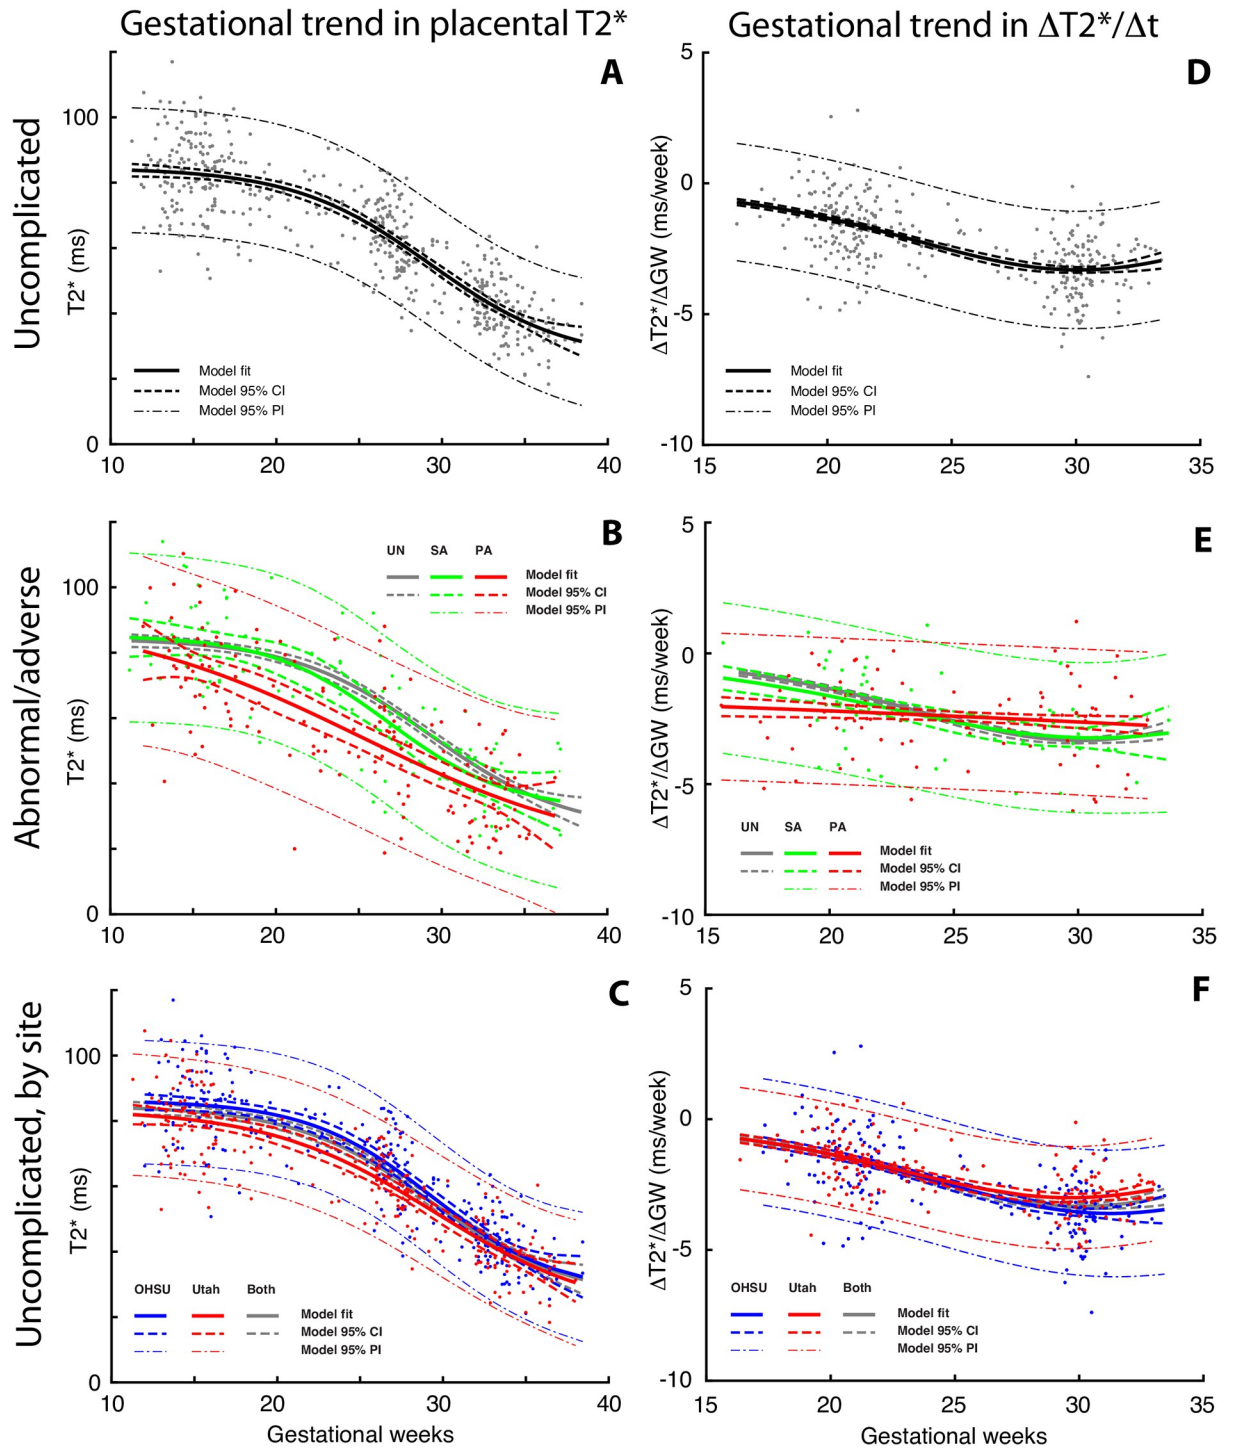 Gestational trend in placental T2*
Gestational trend in ΔT2*/Δt
Uncomplicated
A
T2* (ms)
100
0
10 20 30 40
Model fit
Model 95% CI
Model 95% PI
D
ΔT2*/ΔGW (ms/week)
5
0
-5
-10
15 20 25 30 35
Model fit
Model 95% CI
Model 95% PI
Abnormal/adverse
B
T2* (ms)
100
0
10 20 30 40
UN SA PA
Model fit
Model 95% CI
Model 95% PI
E
ΔT2*/ΔGW (ms/week)
5
0
-5
-10
15 20 25 30 35
UN SA PA
Model fit
Model 95% CI
Model 95% PI
Uncomplicated, by site
C
T2* (ms)
100
0
10 20 30 40
OHSU Utah Both
Model fit
Model 95% CI
Model 95% PI
Gestational weeks
F
ΔT2*/ΔGW (ms/week)
5
0
-5
-10
15 20 25 30 35
OHSU Utah Both
Model fit
Model 95% CI
Model 95% PI
Gestational weeks